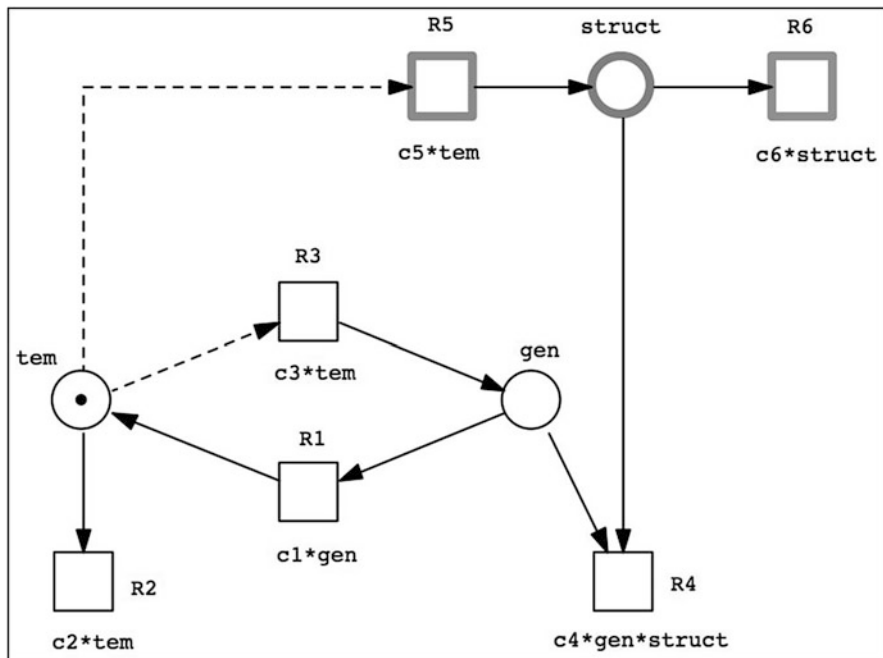 R5
struct
R6
c5*tem
c6*struct
R3
tem
gen
c3*tem
R1
c1*gen
R2
R4
c2*tem
c4*gen*struct